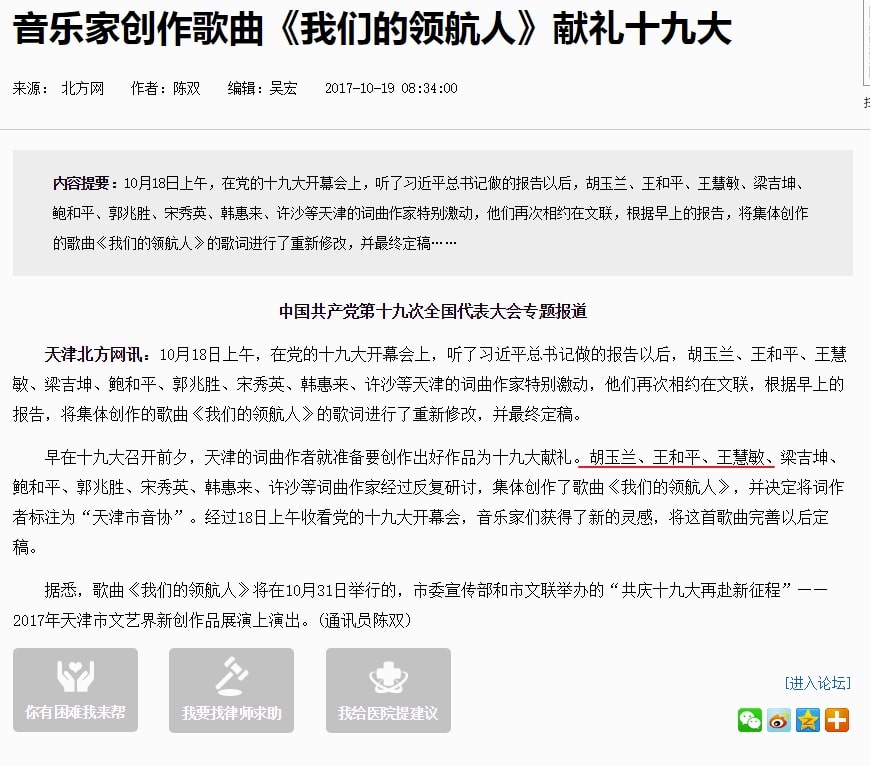 音乐家创作歌曲《我们的领航人》献礼十九大
来源： 北方网 作者：陈双 编辑：吴宏 2017-10-19 08:34:00
内容提要：10月18日上午，在党的十九大开幕会上，听了习近平总书记做的报告以后，胡玉兰、王和平、王慧敏、梁吉坤、
鲍和平、郭兆胜、宋秀英、韩惠来、许沙等天津的词曲作家特别激动，他们再次相约在文联，根据早上的报告，将集体创作
的歌曲《我们的领航人》的歌词进行了重新修改，并最终定稿……
中国共产党第十九次全国代表大会专题报道
天津北方网讯：10月18日上午，在党的十九大开幕会上，听了习近平总书记做的报告以后，胡玉兰、王和平、王慧
敏、梁吉坤、鲍和平、郭兆胜、宋秀英、韩惠来、许沙等天津的词曲作家特别激动，他们再次相约在文联，根据早上的
报告，将集体创作的歌曲《我们的领航人》的歌词进行了重新修改，并最终定稿。
早在十九大召开前夕，天津的词曲作者就准备要创作出好作品为十九大献礼。胡玉兰、王和平、王慧敏、梁吉坤、
鲍和平、郭兆胜、宋秀英、韩惠来、许沙等词曲作家经过反复研讨，集体创作了歌曲《我们的领航人》，并决定将词作
者标注为“天津市音协”。经过18日上午收看党的十九大开幕会，音乐家们获得了新的灵感，将这首歌曲完善以后定
稿。
据悉，歌曲《我们的领航人》将在10月31日举行的，市委宣传部和市文联举办的“共庆十九大再赴新征程”——
2017年天津市文艺界新创作品展演上演出。(通讯员陈双)
你有困难我来帮 我要找律师求助 我给医院提建议
[进入论坛]